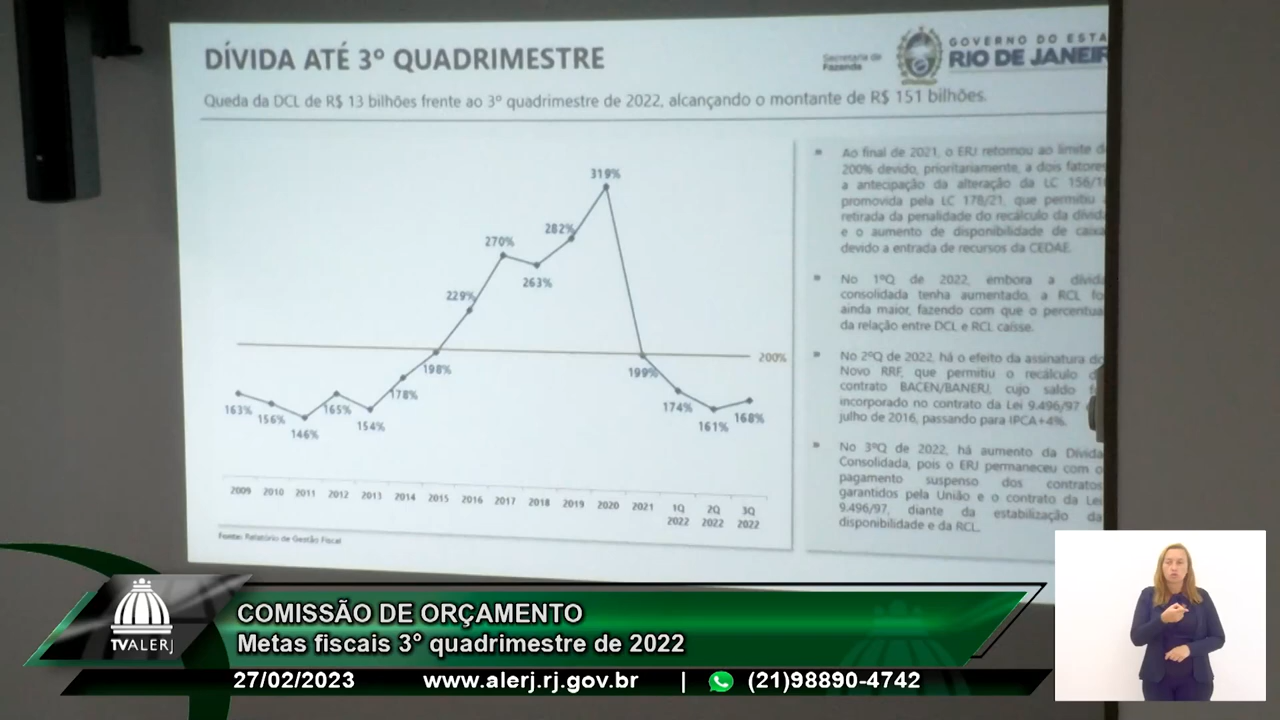 DÍVIDA ATÉ 3º QUADRIMESTRE
Secretaria de
Fazenda
GOVERNO DO ESTA
RIO DE JANEIR
Queda da DCL de R$ 13 bilhões frente ao 3º quadrimestre de 2022, alcançando o montante de R$ 151 bilhões.
319%
282%
270%
263%
229%
200%
199%
198%
178%
174%
163%
156%
146%
165%
154%
161%
168%
2009 2010 2011 2012 2013 2014 2015 2016 2017 2018 2019 2020 2021 1Q 2Q 3Q
2022 2022 2022
Fonte: Relatório de Gestão Fiscal
» Ao final de 2021, o ERJ retornou ao limite d
200% devido, prioritariamente, a dois fatores
a antecipação da alteração da LC 156/1
promovida pela LC 178/21, que permitiu
retirada da penalidade do recálculo da dívid
e o aumento de disponibilidade de caixa
devido a entrada de recursos da CEDAE.
» No 1ºQ de 2022, embora a dívida
consolidada tenha aumentado, a RCL fo
ainda maior, fazendo com que o percentua
da relação entre DCL e RCL caísse.
» No 2ºQ de 2022, há o efeito da assinatura do
Novo RRF, que permitiu o recálculo
contrato BACEN/BANERJ, cujo saldo
incorporado no contrato da Lei 9.496/97
julho de 2016, passando para IPCA+4%.
» No 3ºQ de 2022, há aumento da Dívida
Consolidada, pois o ERJ permaneceu com o
pagamento suspenso dos contratos
garantidos pela União e o contrato da Lei
9.496/97, diante da estabilização da
disponibilidade e da RCL.
TVALERJ
COMISSÃO DE ORÇAMENTO
Metas fiscais 3° quadrimestre de 2022
27/02/2023 www.alerj.rj.gov.br | (21)98890-4742